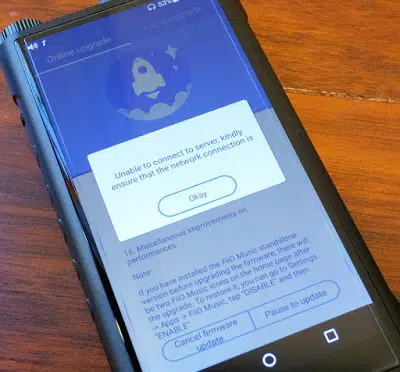 53%
7
Online upgrade
Unable to connect to server, kindly
ensure that the network connection is
Okay
16. Miscellaneous improvements on
performances.
Note:
If you have installed the FiiO Music standalone
version before upgrading the firmware, there will
be two FiiO Music icons on the home page after
the upgrade. To restore it, you can go to Settings
-> Apps -> FiiO Music, tap "DISABLE" and then
"ENABLE"
Cancel firmware
update
Pause to update